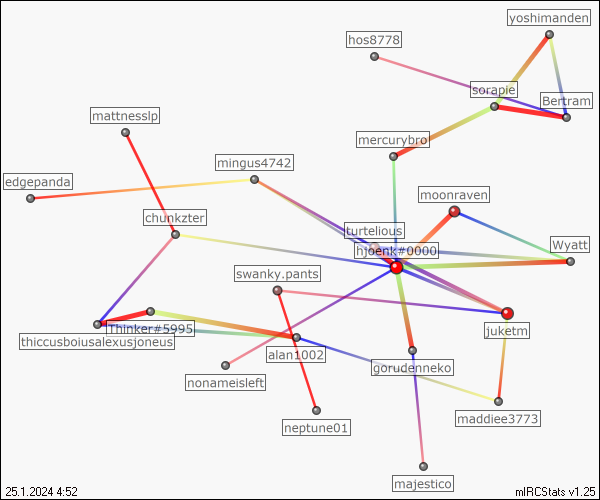 yoshimanden
hos8778
sorapie
Bertram
mattnesslp
mercurybro
mingus4742
edgepanda
moonraven
chunkzter
turtelious
Wyatt
hjoenk#0000
swanky.pants
Thinker#5995
juketm
thiccusboiusalexusjoneus
alan1002
gorudenneko
nonameisleft
maddiee3773
neptune01
majestico
25.1.2024 4:52
mIRCStats v1.25